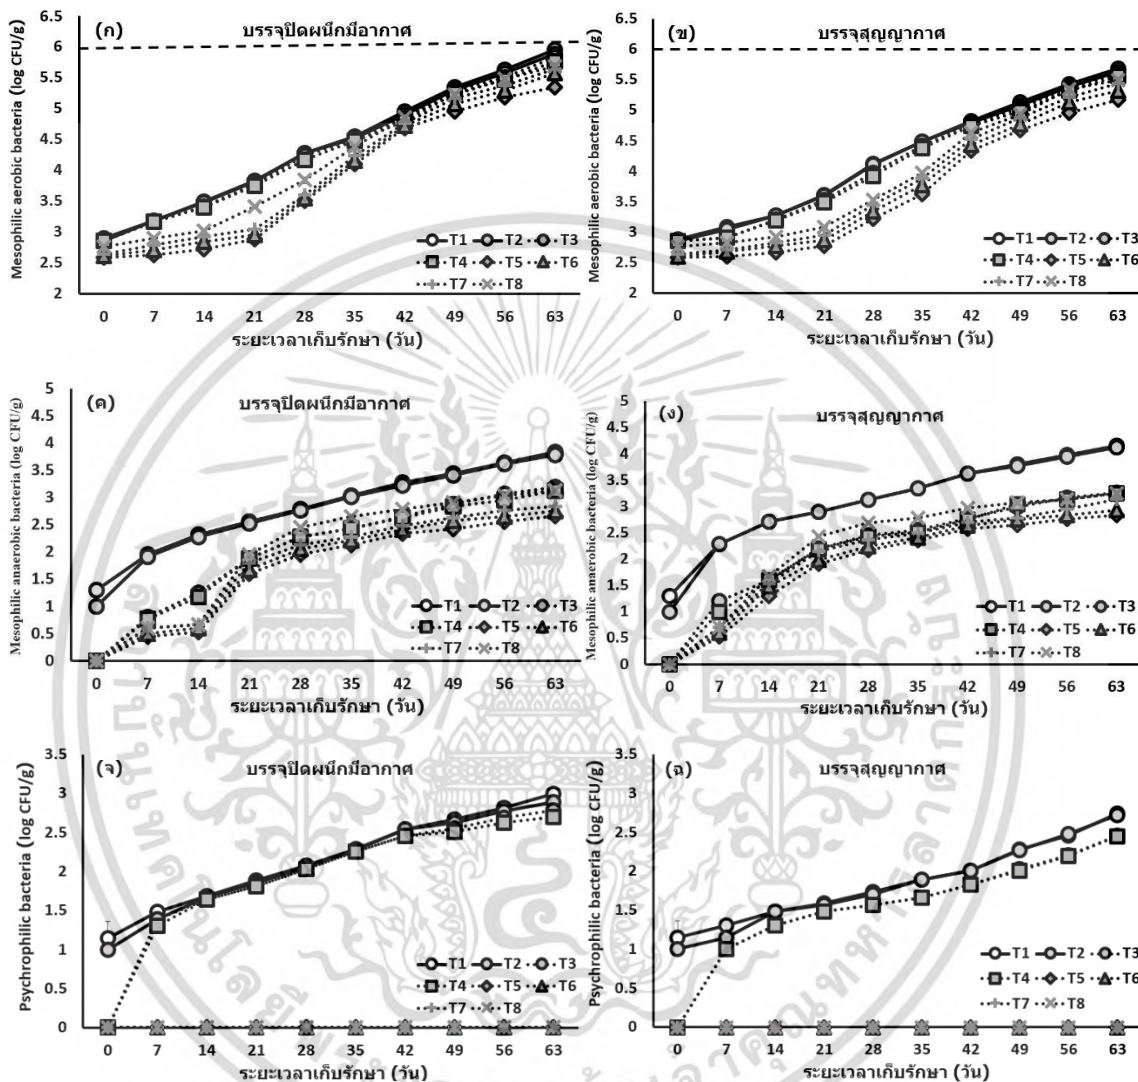 (ก) บรรจุปิดผนึกมีอากาศ
Mesophilic aerobic bacteria (log CFU/g)
6.5
6
5.5
5
4.5
4
3.5
3
2.5
2
T1 T2 T3
T4 T5 T6
T7 T8
0 7 14 21 28 35 42 49 56 63
ระยะเวลาเก็บรักษา (วัน)
(ข) บรรจุสุญญากาศ
Mesophilic aerobic bacteria (log CFU/g)
6.5
6
5.5
5
4.5
4
3.5
3
2.5
2
T1 T2 T3
T4 T5 T6
T7 T8
0 7 14 21 28 35 42 49 56 63
ระยะเวลาเก็บรักษา (วัน)
(ค) บรรจุปิดผนึกมีอากาศ
Mesophilic anaerobic bacteria (log CFU/g)
5
4.5
4
3.5
3
2.5
2
1.5
1
0.5
0
T1 T2 T3
T4 T5 T6
T7 T8
0 7 14 21 28 35 42 49 56 63
ระยะเวลาเก็บรักษา (วัน)
(ง) บรรจุสุญญากาศ
Mesophilic anaerobic bacteria (log CFU/g)
5
4.5
4
3.5
3
2.5
2
1.5
1
0.5
0
T1 T2 T3
T4 T5 T6
T7 T8
0 7 14 21 28 35 42 49 56 63
ระยะเวลาเก็บรักษา (วัน)
(จ) บรรจุปิดผนึกมีอากาศ
Psychrophilic bacteria (log CFU/g)
3.5
3
2.5
2
1.5
1
0.5
0
T1 T2 T3
T4 T5 T6
T7 T8
0 7 14 21 28 35 42 49 56 63
ระยะเวลาเก็บรักษา (วัน)
(ฉ) บรรจุสุญญากาศ
Psychrophilic bacteria (log CFU/g)
3.5
3
2.5
2
1.5
1
0.5
0
T1 T2 T3
T4 T5 T6
T7 T8
0 7 14 21 28 35 42 49 56 63
ระยะเวลาเก็บรักษา (วัน)